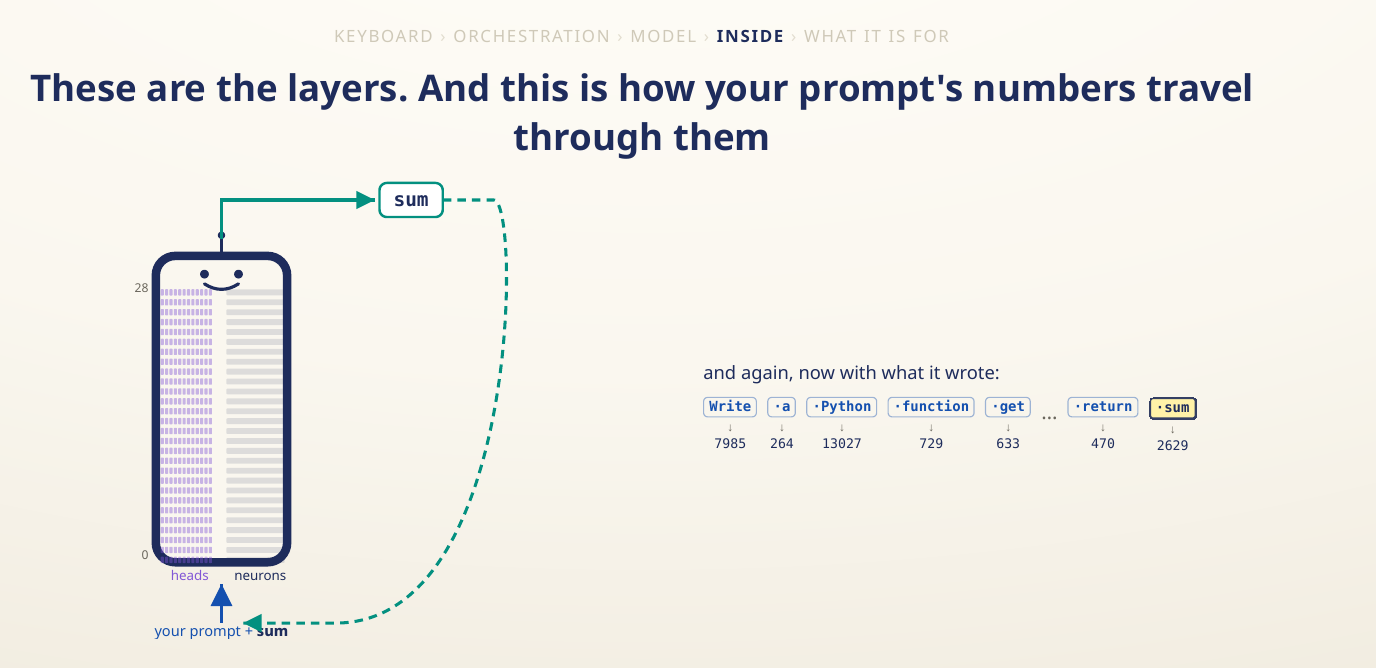 KEYBOARD › ORCHESTRATION › MODEL › INSIDE › WHAT IT IS FOR
These are the layers. And this is how your prompt's numbers travel
through them
sum
28
0
heads neurons
your prompt + sum
and again, now with what it wrote:
Write ·a ·Python ·function ·get ... ·return ·sum
↓ ↓ ↓ ↓ ↓ ↓ ↓
7985 264 13027 729 633 470 2629